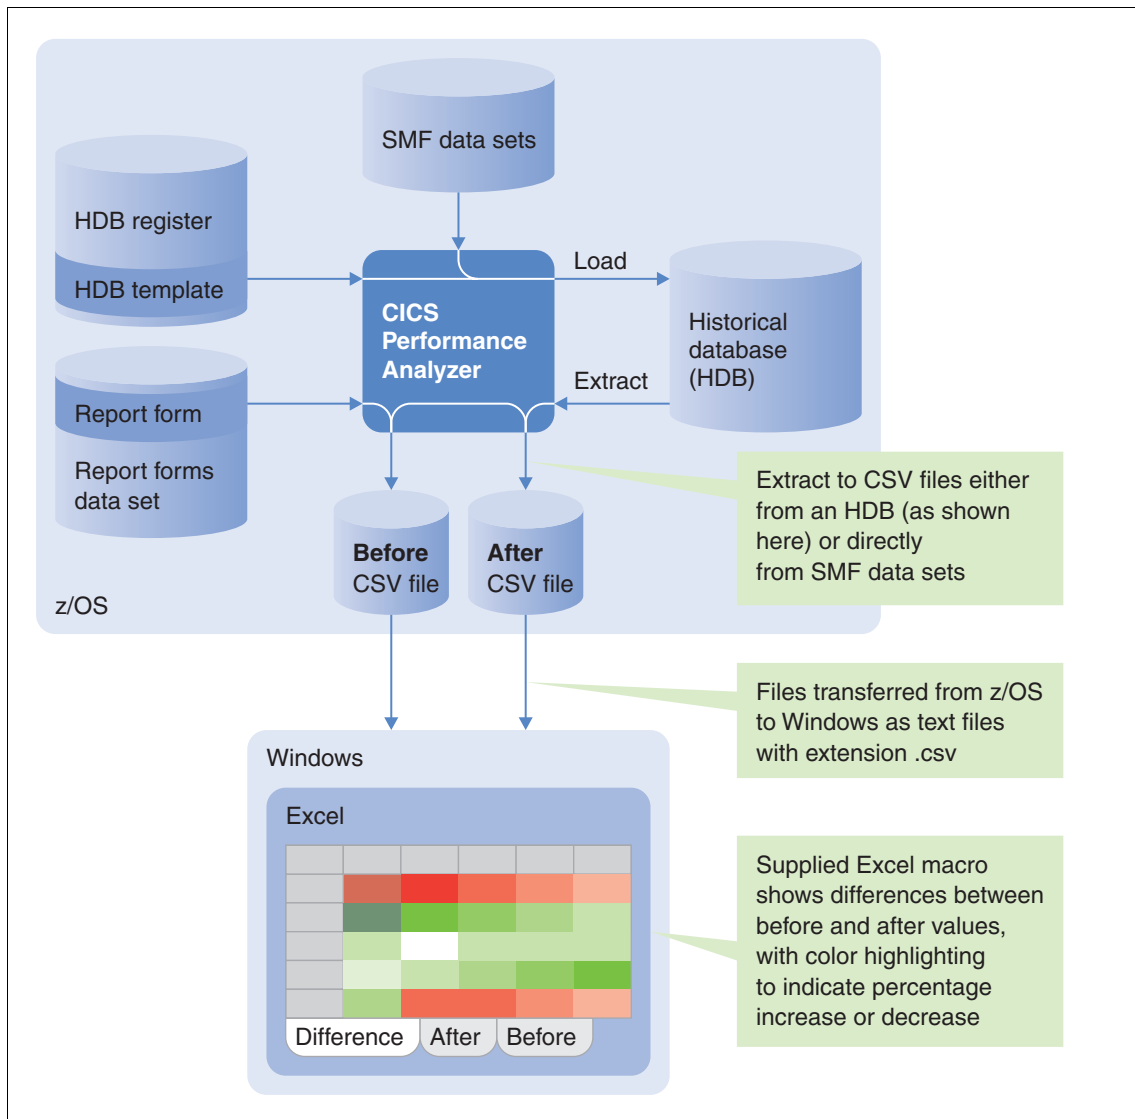 SMF data sets
HDB register
HDB template
Load
CICS
Performance
Analyzer
Historical
database
(HDB)
Extract
Report form
Report forms
data set
Before
CSV file
After
CSV file
z/OS
Extract to CSV files either
from an HDB (as shown
here) or directly
from SMF data sets
Files transferred from z/OS
to Windows as text files
with extension .csv
Windows
Excel
Difference
After
Before
Supplied Excel macro
shows differences between
before and after values,
with color highlighting
to indicate percentage
increase or decrease